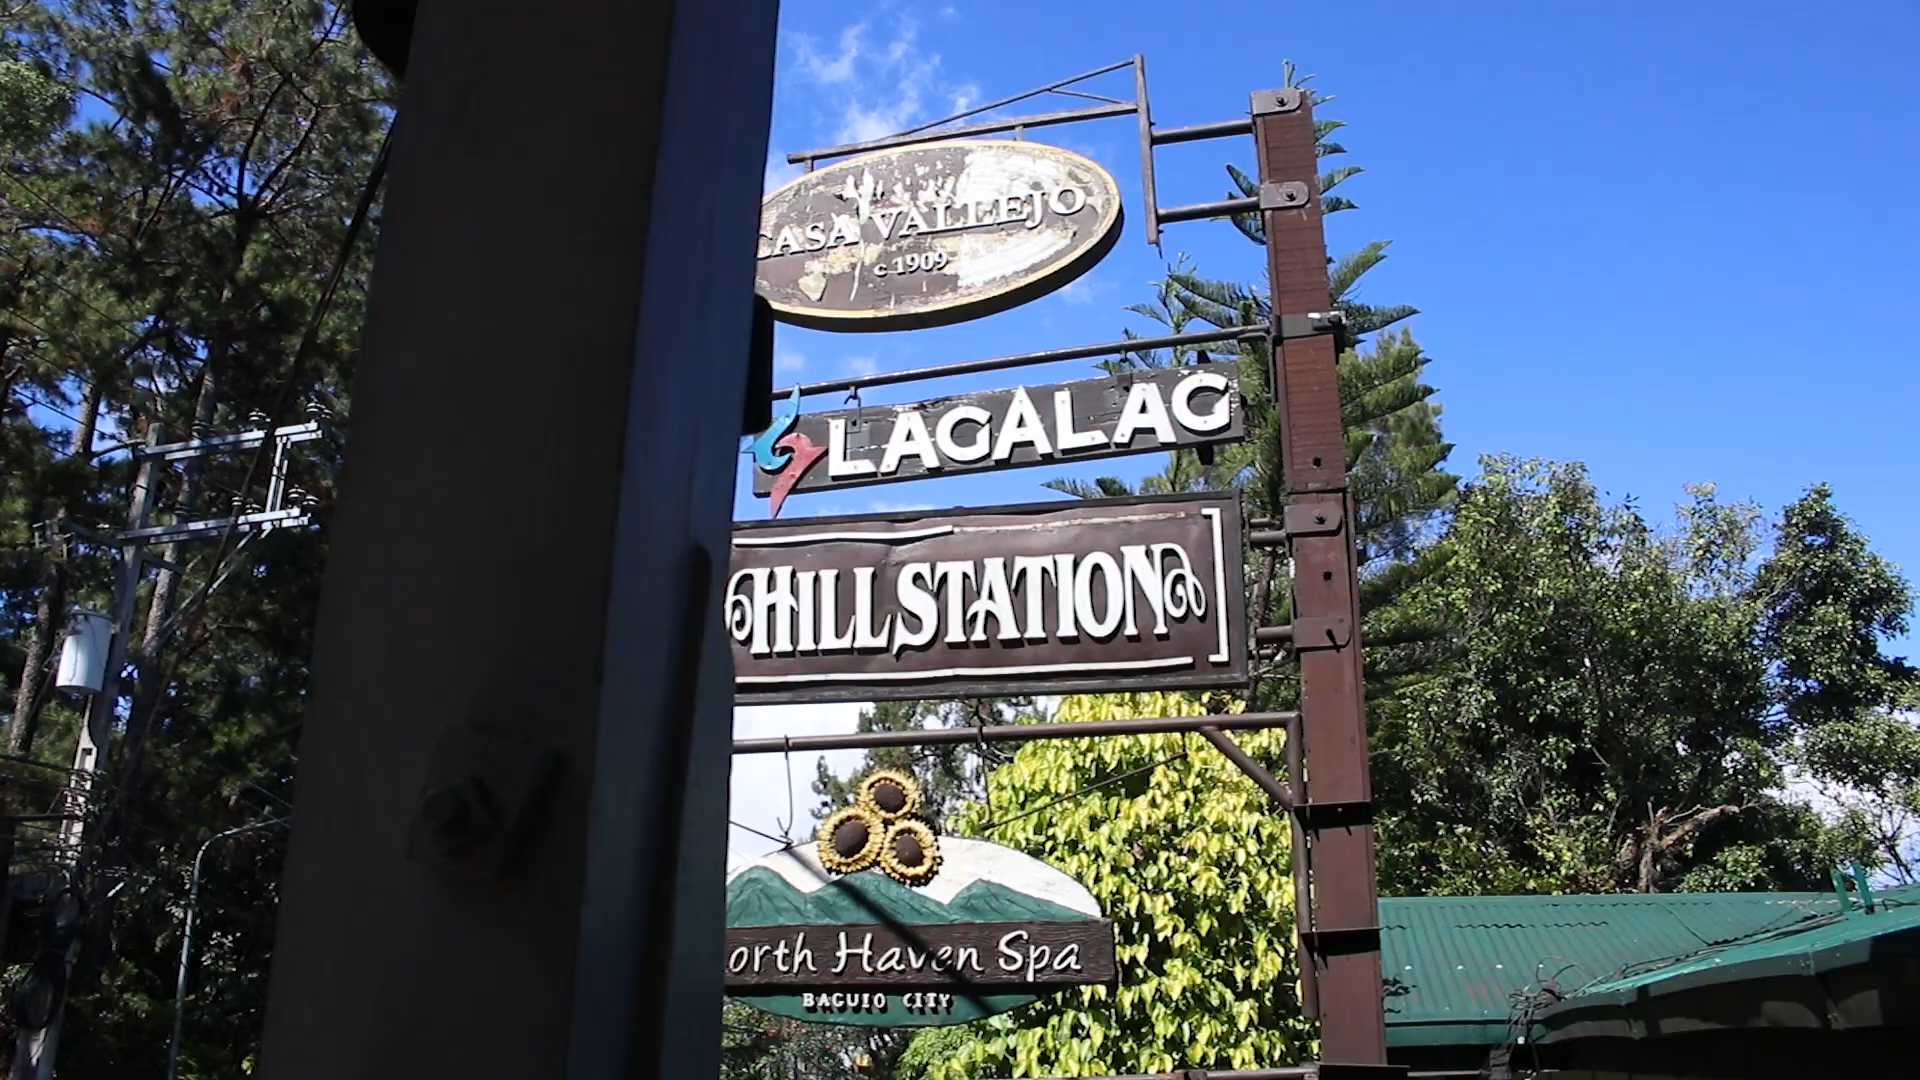 CASA VALLEJO
c 1909
LAGALAG
HILL STATION
orth Haven Spa
BAGUIO CITY